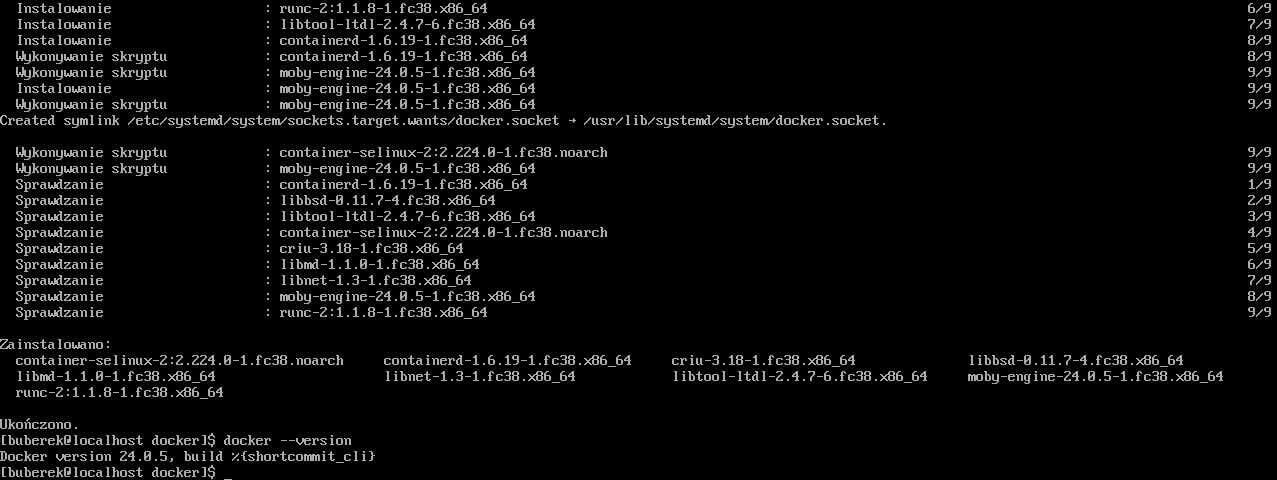 Instalowanie : runc-2:1.1.8-1.fc38.x86_64 6/9
Instalowanie : libtool-ltdl-2.4.7-6.fc38.x86_64 7/9
Instalowanie : containerd-1.6.19-1.fc38.x86_64 8/9
Wykonywanie skryptu : containerd-1.6.19-1.fc38.x86_64 8/9
Wykonywanie skryptu : moby-engine-24.0.5-1.fc38.x86_64 9/9
Instalowanie : moby-engine-24.0.5-1.fc38.x86_64 9/9
Wykonywanie skryptu : moby-engine-24.0.5-1.fc38.x86_64 9/9
Created symlink /etc/systemd/system/sockets.target.wants/docker.socket → /usr/lib/systemd/system/docker.socket.
Wykonywanie skryptu : container-selinux-2:2.224.0-1.fc38.noarch 9/9
Wykonywanie skryptu : moby-engine-24.0.5-1.fc38.x86_64 9/9
Sprawdzanie : containerd-1.6.19-1.fc38.x86_64 1/9
Sprawdzanie : libbsd-0.11.7-4.fc38.x86_64 2/9
Sprawdzanie : libtool-ltdl-2.4.7-6.fc38.x86_64 3/9
Sprawdzanie : container-selinux-2:2.224.0-1.fc38.noarch 4/9
Sprawdzanie : criu-3.18-1.fc38.x86_64 5/9
Sprawdzanie : libmd-1.1.0-1.fc38.x86_64 6/9
Sprawdzanie : libnet-1.3-1.fc38.x86_64 7/9
Sprawdzanie : moby-engine-24.0.5-1.fc38.x86_64 8/9
Sprawdzanie : runc-2:1.1.8-1.fc38.x86_64 9/9
Zainstalowano:
container-selinux-2:2.224.0-1.fc38.noarch containerd-1.6.19-1.fc38.x86_64 criu-3.18-1.fc38.x86_64 libbsd-0.11.7-4.fc38.x86_64
libmd-1.1.0-1.fc38.x86_64 libnet-1.3-1.fc38.x86_64 libtool-ltdl-2.4.7-6.fc38.x86_64 moby-engine-24.0.5-1.fc38.x86_64
runc-2:1.1.8-1.fc38.x86_64
Ukończono.
[buberek@localhost docker]$ docker --version
Docker version 24.0.5, build %{shortcommit_cli}
[buberek@localhost docker]$ _